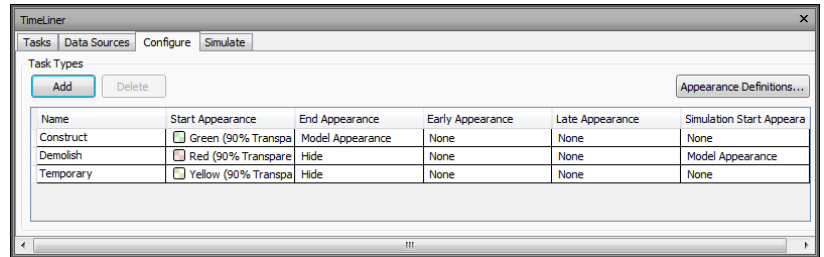 TimeLiner
Tasks Data Sources Configure Simulate
Task Types
Add Delete Appearance Definitions...
Name Start Appearance End Appearance Early Appearance Late Appearance Simulation Start Appeara
Construct Green (90% Transpa Model Appearance None None None
Demolish Red (90% Transpare Hide None None Model Appearance
Temporary Yellow (90% Transpa Hide None None None